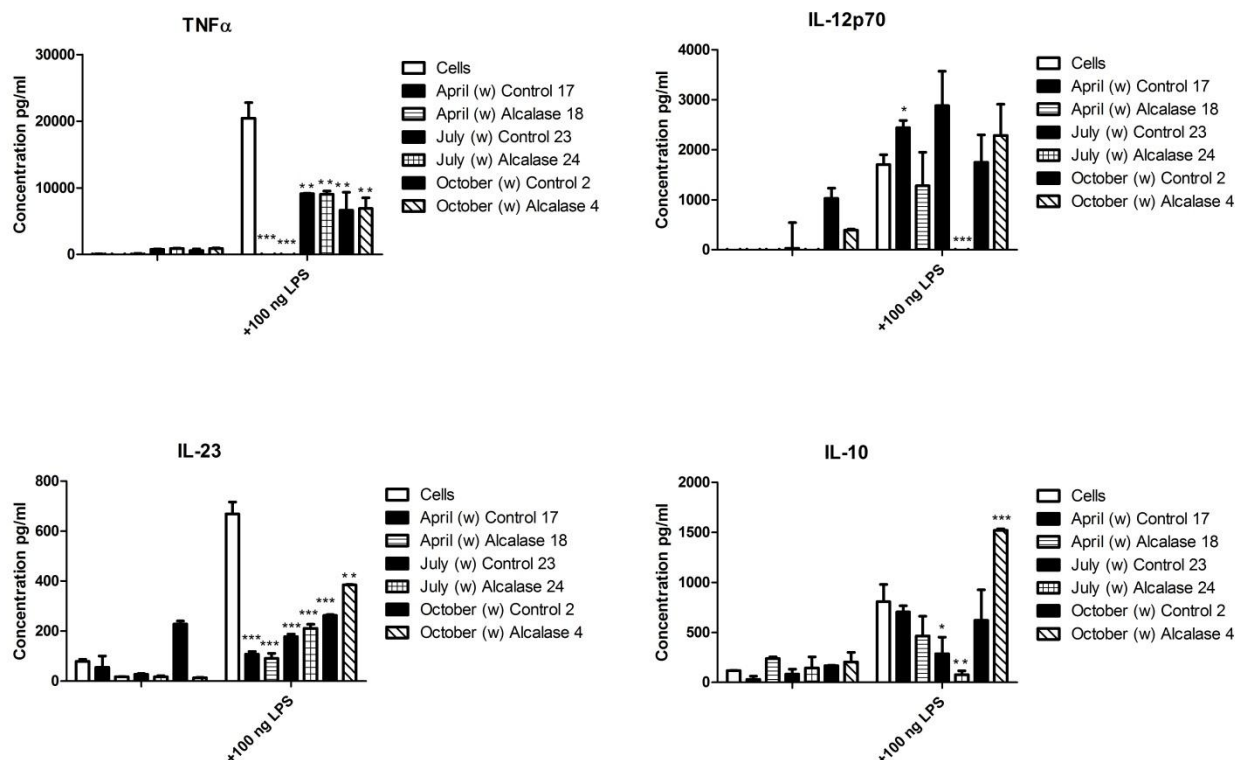 TNFα
Concentration pg/ml
30000
20000
10000
0
*** *** ** ** ** **
+100 ng LPS
Cells
April (w) Control 17
April (w) Alcalase 18
July (w) Control 23
July (w) Alcalase 24
October (w) Control 2
October (w) Alcalase 4
IL-12p70
Concentration pg/ml
4000
3000
2000
1000
0
* ***
+100 ng LPS
Cells
April (w) Control 17
April (w) Alcalase 18
July (w) Control 23
July (w) Alcalase 24
October (w) Control 2
October (w) Alcalase 4
IL-23
Concentration pg/ml
800
600
400
200
0
*** *** *** *** *** **
+100 ng LPS
Cells
April (w) Control 17
April (w) Alcalase 18
July (w) Control 23
July (w) Alcalase 24
October (w) Control 2
October (w) Alcalase 4
IL-10
Concentration pg/ml
2000
1500
1000
500
0
* ** ***
+100 ng LPS
Cells
April (w) Control 17
April (w) Alcalase 18
July (w) Control 23
July (w) Alcalase 24
October (w) Control 2
October (w) Alcalase 4